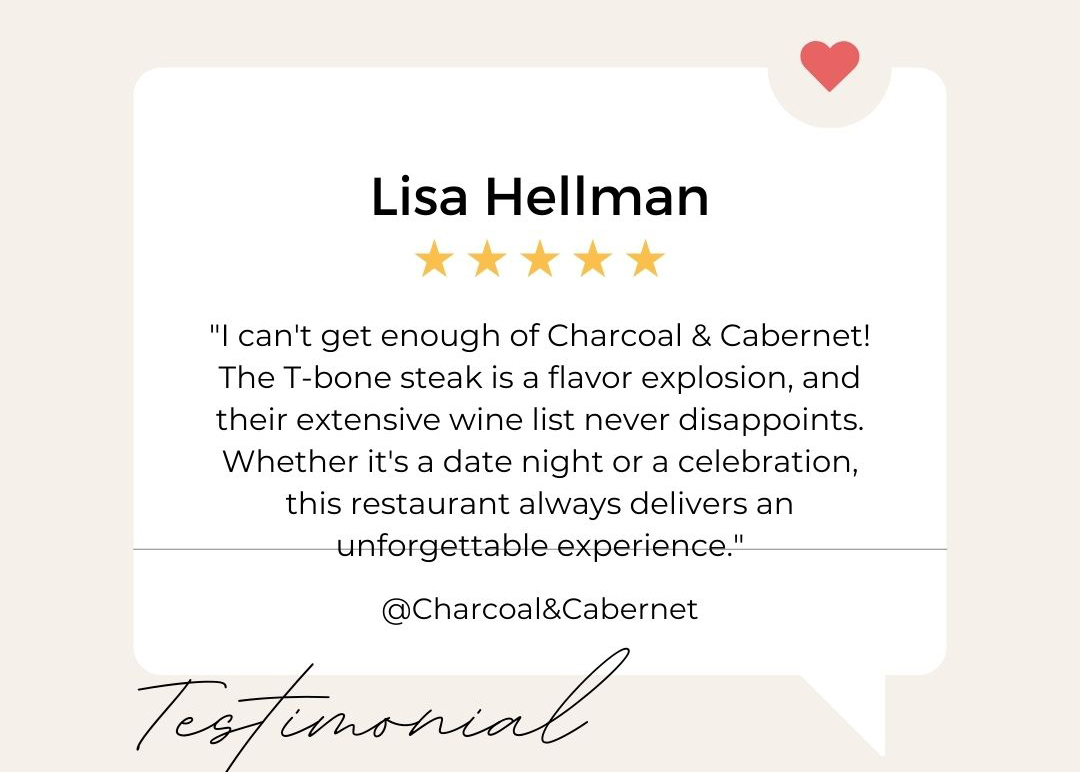 Lisa Hellman
"I can't get enough of Charcoal & Cabernet!
The T-bone steak is a flavor explosion, and
their extensive wine list never disappoints.
Whether it's a date night or a celebration,
this restaurant always delivers an
unforgettable experience."
@Charcoal&Cabernet
Testimonial